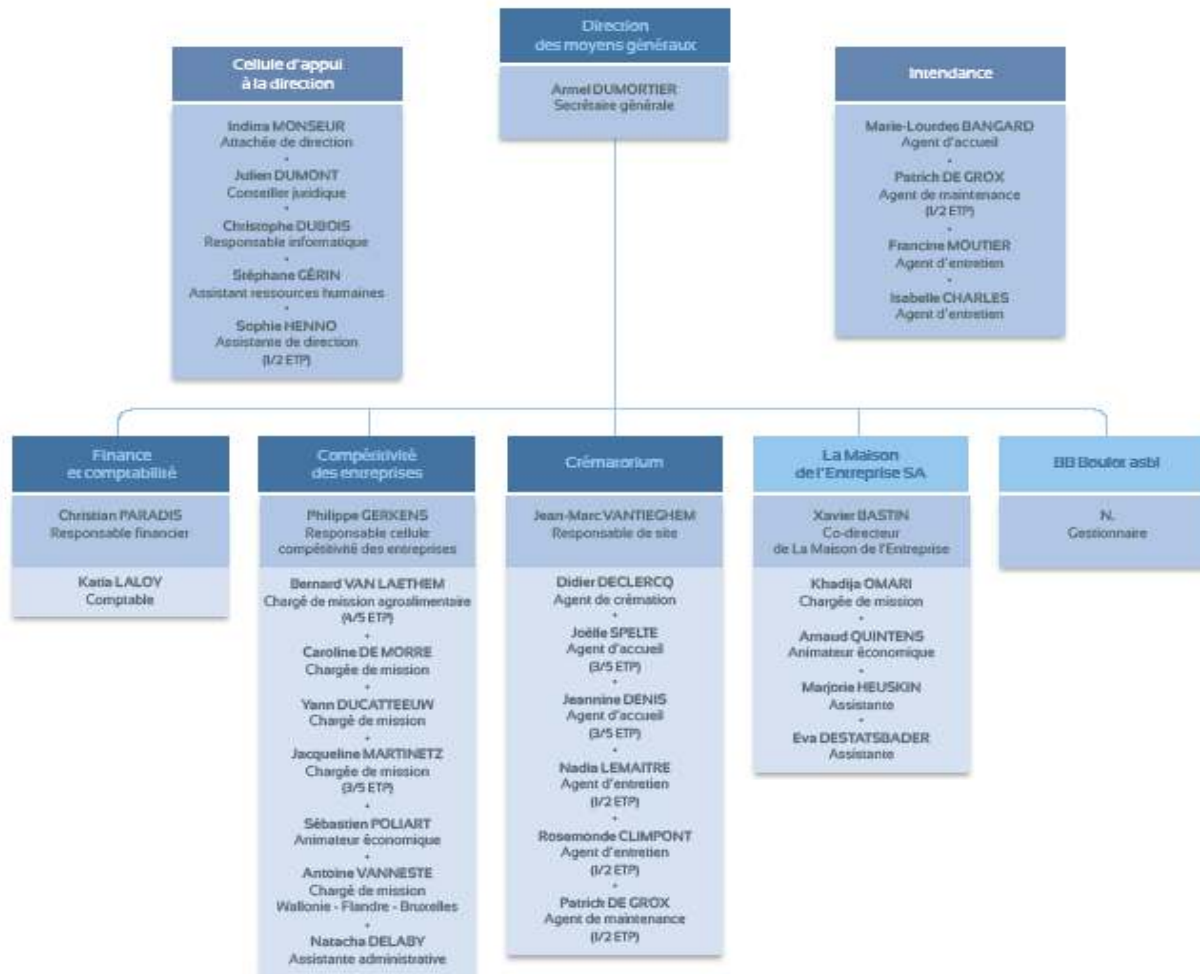 Direction
des moyens généraux
Armel DUMORTIER
Secrétaire générale
Cellule d'appui
à la direction
Indirra MONSEUR
Attachée de direction
•
Julien DUMONT
Conseiller juridique
•
Christophe DUBOIS
Responsable informatique
•
Stéphane GÉRIN
Assistant ressources humaines
•
Sophie HENNO
Assistante de direction
(1/2 ETP)
Intendance
Marie-Lourdes BANGARD
Agent d'accueil
•
Patrick DE GROX
Agent de maintenance
(1/2 ETP)
•
Francine MOUTIER
Agent d'entretien
•
Isabelle CHARLES
Agent d'entretien
Finance
et comptabilité
Christian PARADIS
Responsable financier
Katia LALOY
Comptable
Compétitivité
des entreprises
Philippe GERKENS
Responsable cellule
compétitivité des entreprises
Bernard VAN LAETHEM
Chargé de mission agroalimentaire
(4/5 ETP)
•
Caroline DE MORRE
Chargée de mission
•
Yann DUCATTEEUW
Chargé de mission
•
Jacqueline MARTINETZ
Chargée de mission
(3/5 ETP)
•
Sébastien POLIART
Animateur économique
•
Antoine VANNESTE
Chargé de mission
Wallonie - Flandre - Bruxelles
•
Natacha DELABY
Assistante administrative
Crématorium
Jean-Marc VANTIEGHEM
Responsable de site
Didier DECLERCQ
Agent de crémation
•
Joëlle SPELTE
Agent d'accueil
(3/5 ETP)
•
Jeannine DENIS
Agent d'accueil
(3/5 ETP)
•
Nadia LEMAITRE
Agent d'entretien
(1/2 ETP)
•
Rosemonde CLIMPONT
Agent d'entretien
(1/2 ETP)
•
Patrick DE GROX
Agent de maintenance
(1/2 ETP)
La Maison
de l'Entreprise SA
Xavier BASTIN
Co-directeur
de La Maison de l'Entreprise
Khadija OMARI
Chargée de mission
•
Arnaud QUINTENS
Animateur économique
•
Marjorie HEUSKIN
Assistante
•
Eva DESTATSBADER
Assistante
BB Boulot asbl
N.
Gestionnaire